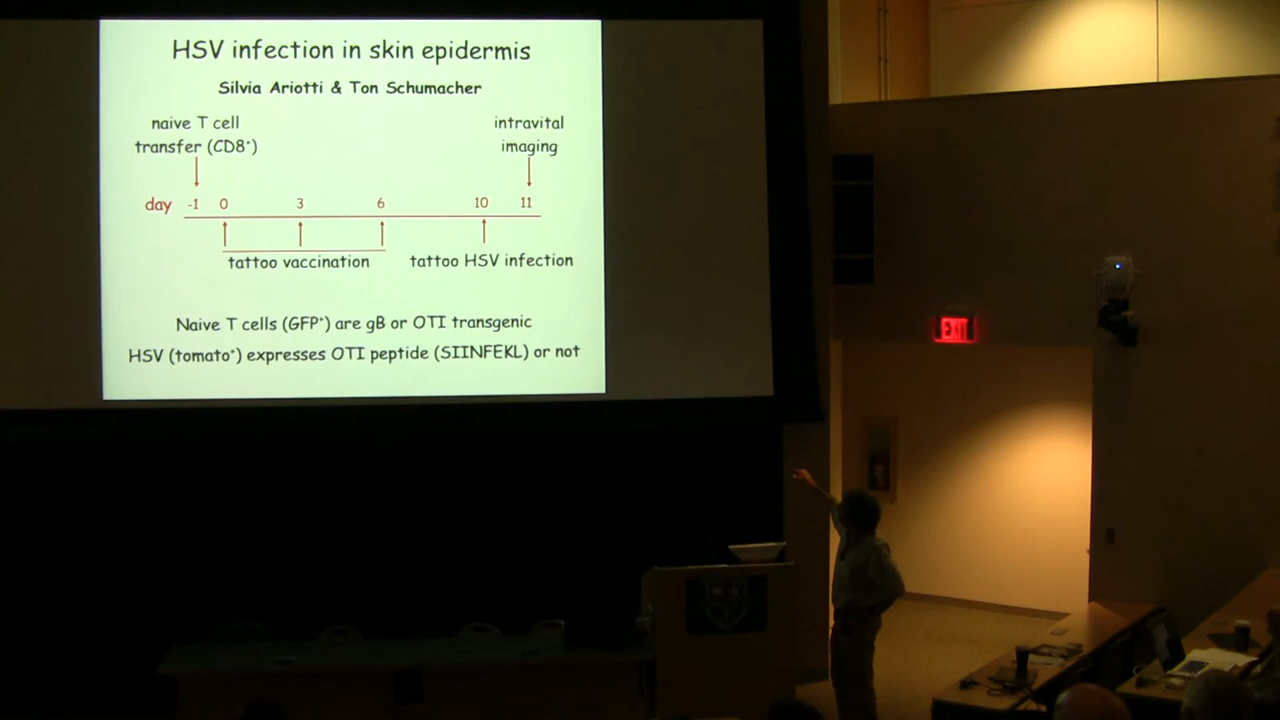 HSV infection in skin epidermis
Silvia Ariotti & Ton Schumacher
naive T cell
transfer (CD8⁺)
intravital
imaging
day -1 0 3 6 10 11
tattoo vaccination
tattoo HSV infection
Naive T cells (GFP⁺) are gB or OTI transgenic
HSV (tomato⁺) expresses OTI peptide (SIINFEKL) or not
EXIT